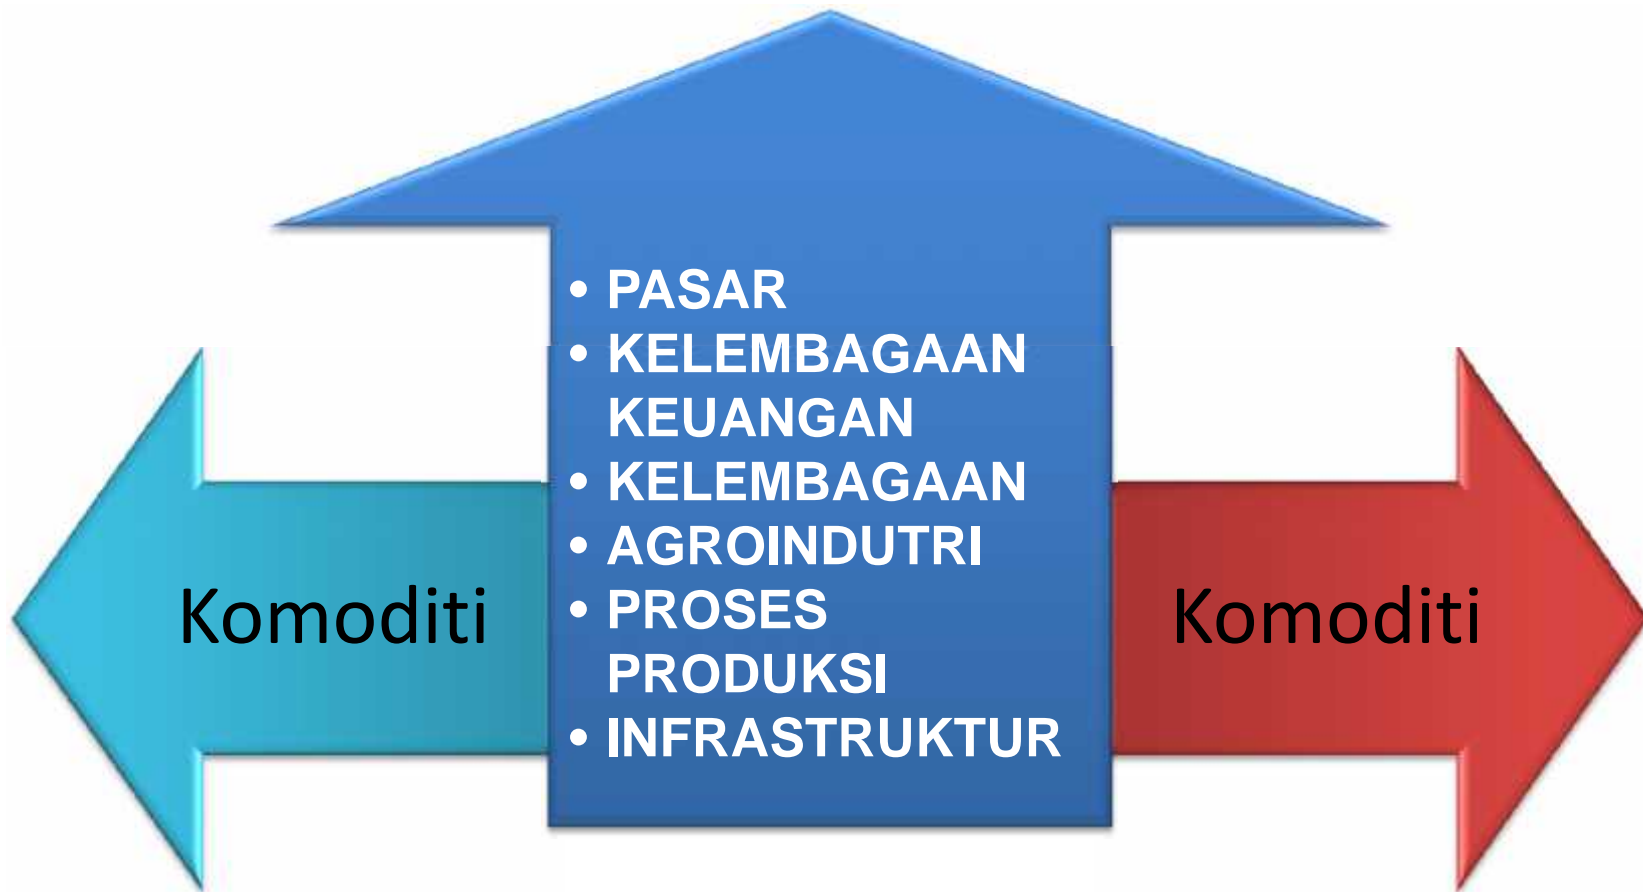 • PASAR
• KELEMBAGAAN
KEUANGAN
• KELEMBAGAAN
• AGROINDUTRI
• PROSES
PRODUKSI
• INFRASTRUKTUR
Komoditi
Komoditi